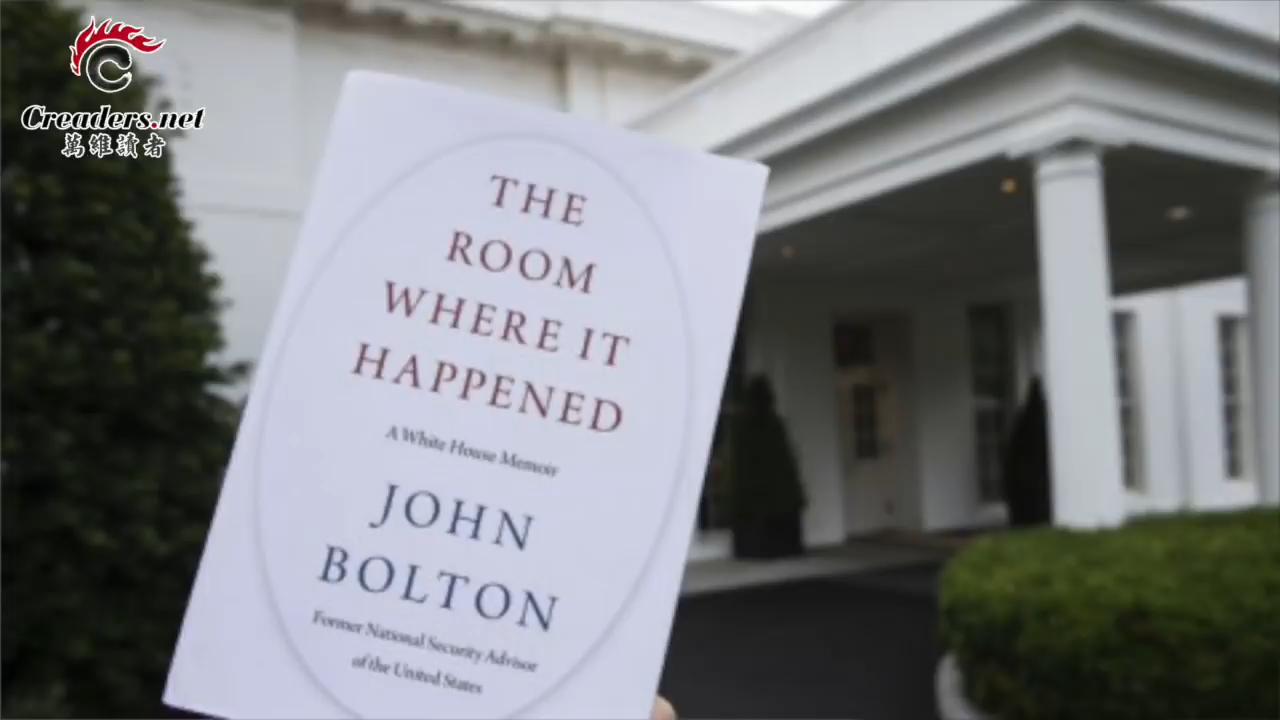 Creaders.net
萬維讀者
THE
ROOM
WHERE IT
HAPPENED
A White House Memoir
JOHN
BOLTON
Former National Security Advisor
of the United States